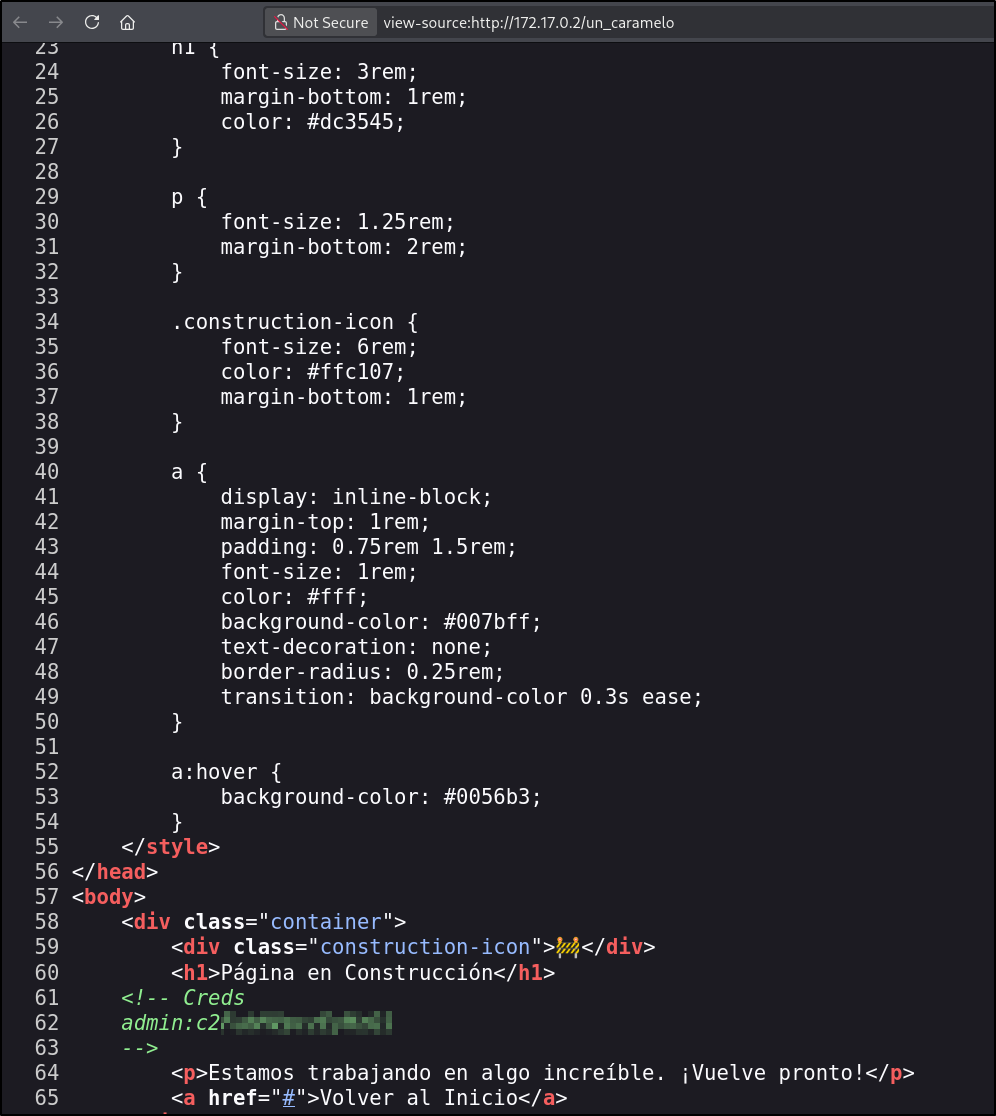 Not Secure view-source:http://172.17.0.2/un_caramelo
23 h1 {
24 font-size: 3rem;
25 margin-bottom: 1rem;
26 color: #dc3545;
27 }
28
29 p {
30 font-size: 1.25rem;
31 margin-bottom: 2rem;
32 }
33
34 .construction-icon {
35 font-size: 6rem;
36 color: #ffc107;
37 margin-bottom: 1rem;
38 }
39
40 a {
41 display: inline-block;
42 margin-top: 1rem;
43 padding: 0.75rem 1.5rem;
44 font-size: 1rem;
45 color: #fff;
46 background-color: #007bff;
47 text-decoration: none;
48 border-radius: 0.25rem;
49 transition: background-color 0.3s ease;
50 }
51
52 a:hover {
53 background-color: #0056b3;
54 }
55 </style>
56 </head>
57 <body>
58 <div class="container">
59 <div class="construction-icon">🚧</div>
60 <h1>Página en Construcción</h1>
61 <!-- Creds
62 admin:c2
63 -->
64 <p>Estamos trabajando en algo increíble. ¡Vuelve pronto!</p>
65 <a href="#">Volver al Inicio</a>